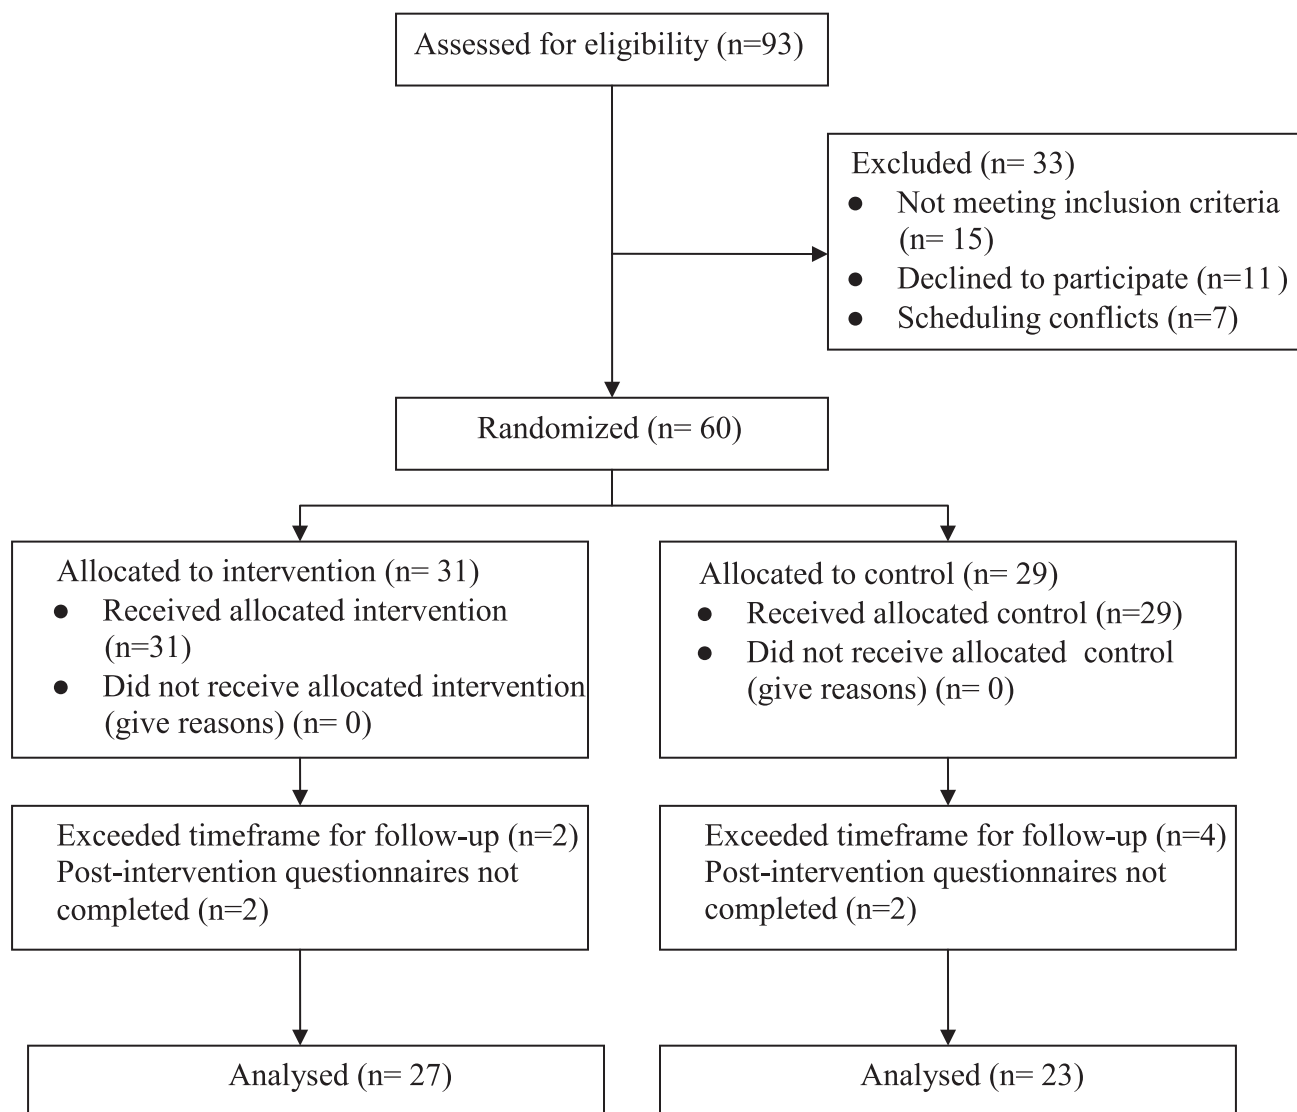 Assessed for eligibility (n=93)
Excluded (n= 33)
● Not meeting inclusion criteria
(n= 15)
● Declined to participate (n=11)
● Scheduling conflicts (n=7)
Randomized (n= 60)
Allocated to intervention (n= 31)
● Received allocated intervention
(n=31)
● Did not receive allocated intervention
(give reasons) (n= 0)
Allocated to control (n= 29)
● Received allocated control (n=29)
● Did not receive allocated control
(give reasons) (n= 0)
Exceeded timeframe for follow-up (n=2)
Post-intervention questionnaires not
completed (n=2)
Exceeded timeframe for follow-up (n=4)
Post-intervention questionnaires not
completed (n=2)
Analysed (n= 27)
Analysed (n= 23)